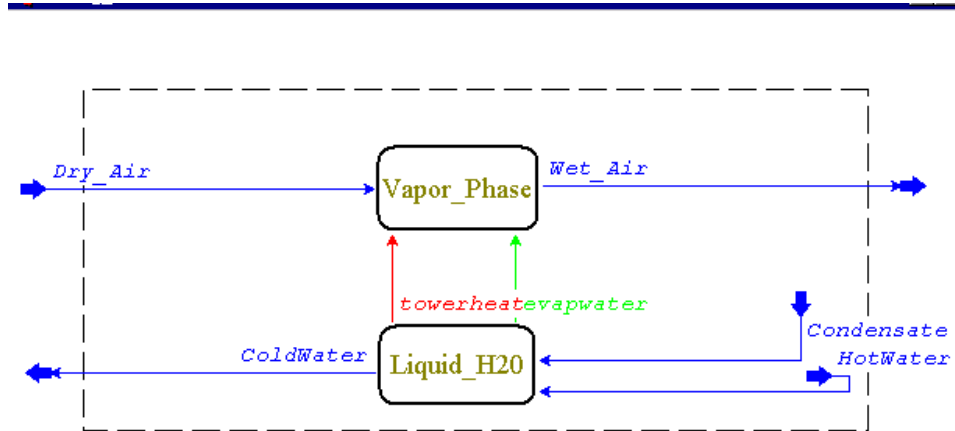 Dry_Air
Wet_Air
Vapor_Phase
towerheat
evapwater
Condensate
ColdWater
HotWater
Liquid_H20